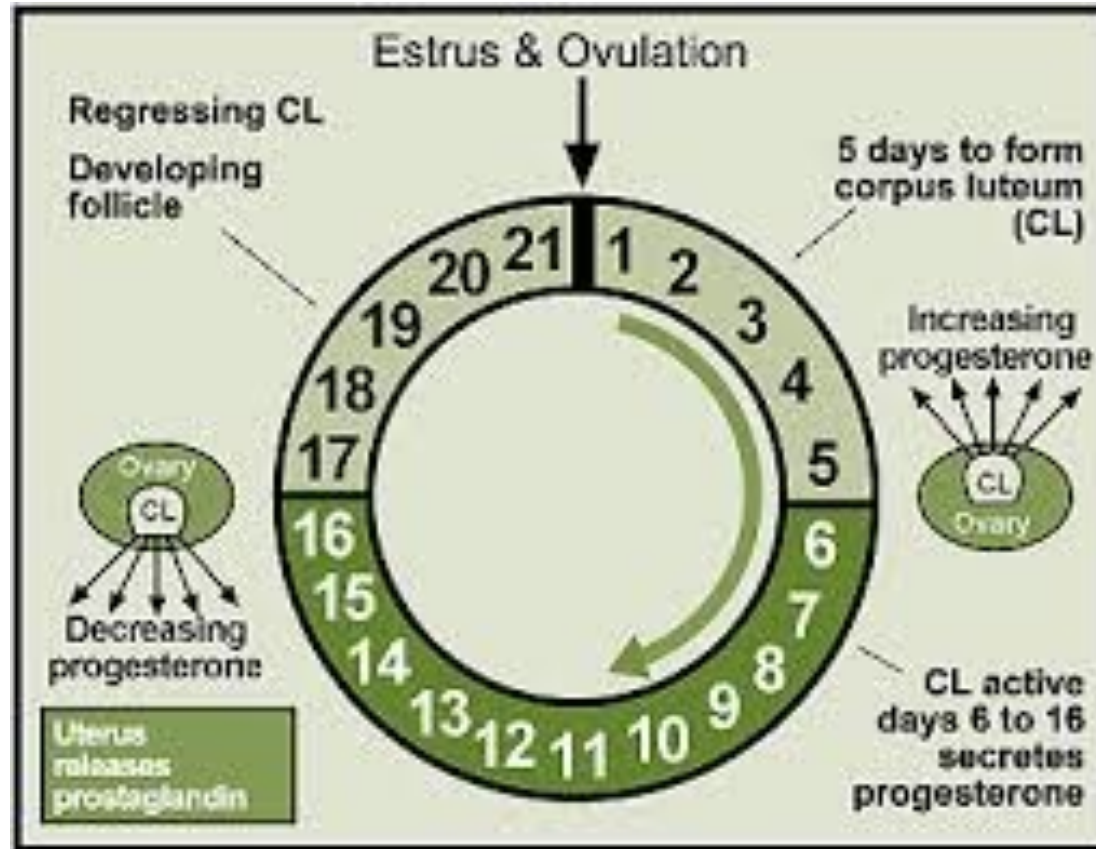 Estrus & Ovulation
Regressing CL
Developing
follicle
5 days to form
corpus luteum
(CL)
21
1
2
3
4
5
6
7
8
9
10
11
12
13
14
15
16
17
18
19
20
Increasing
progesterone
CL
Ovary
CL active
days 6 to 16
secretes
progesterone
Ovary
CL
Decreasing
progesterone
Uterus
releases
prostaglandin